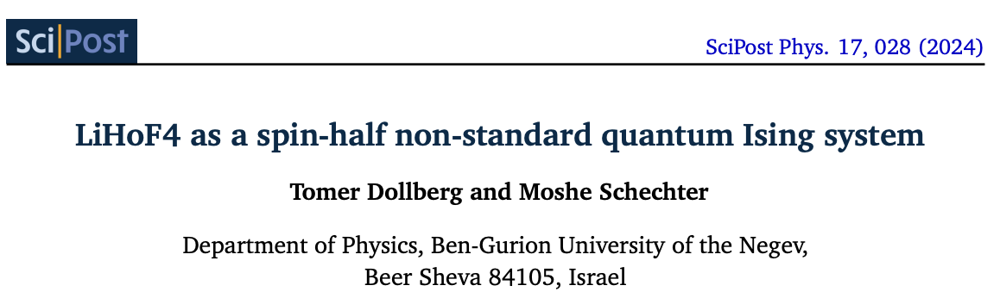 SciPost
SciPost Phys. 17, 028 (2024)
LiHoF4 as a spin-half non-standard quantum Ising system
Tomer Dollberg and Moshe Schechter
Department of Physics, Ben-Gurion University of the Negev,
Beer Sheva 84105, Israel